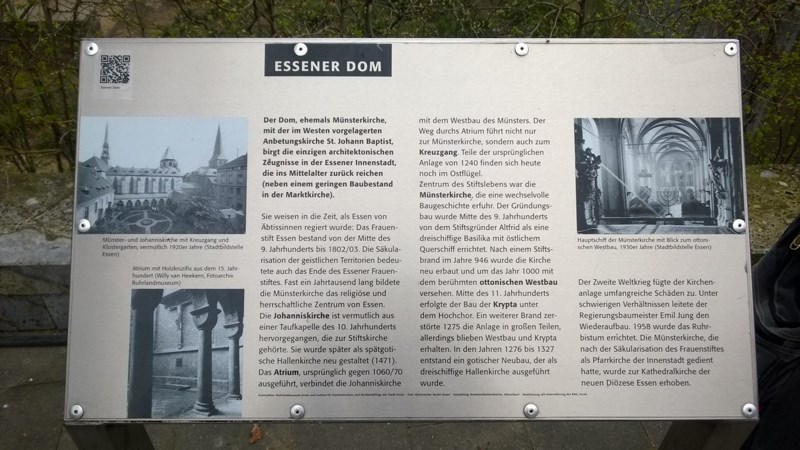 ESSENER DOM
Essener Dom
Der Dom, ehemals Münsterkirche,
mit der im Westen vorgelagerten
Anbetungskirche St. Johann Baptist,
birgt die einzigen architektonischen
Zeugnisse in der Essener Innenstadt,
die ins Mittelalter zurück reichen
(neben einem geringen Baubestand
in der Marktkirche).
Sie weisen in die Zeit, als Essen von
Äbtissinnen regiert wurde: Das Frauen-
stift Essen bestand von der Mitte des
9. Jahrhunderts bis 1802/03. Die Säkula-
risation der geistlichen Territorien bedeu-
tete auch das Ende des Essener Frauen-
stiftes. Fast ein Jahrtausend lang bildete
die Münsterkirche das religiöse und
herrschaftliche Zentrum von Essen.
Die Johanniskirche ist vermutlich aus
einer Taufkapelle des 10. Jahrhunderts
hervorgegangen, die zur Stiftskirche
gehörte. Sie wurde später als spätgoti-
sche Hallenkirche neu gestaltet (1471).
Das Atrium, ursprünglich gegen 1060/70
ausgeführt, verbindet die Johanniskirche
mit dem Westbau des Münsters. Der
Weg durchs Atrium führt nicht nur
zur Münsterkirche, sondern auch zum
Kreuzgang. Teile der ursprünglichen
Anlage von 1240 finden sich heute
noch im Ostflügel.
Zentrum des Stiftslebens war die
Münsterkirche, die eine wechselvolle
Baugeschichte erfuhr. Der Gründungs-
bau wurde Mitte des 9. Jahrhunderts
von dem Stiftsgründer Altfrid als eine
dreischiffige Basilika mit östlichem
Querschiff errichtet. Nach einem Stifts-
brand im Jahre 946 wurde die Kirche
neu erbaut und um das Jahr 1000 mit
dem berühmten ottonischen Westbau
versehen. Mitte des 11. Jahrhunderts
erfolgte der Bau der Krypta unter
dem Hochchor. Ein weiterer Brand zer-
störte 1275 die Anlage in großen Teilen,
allerdings blieben Westbau und Krypta
erhalten. In den Jahren 1276 bis 1327
entstand ein gotischer Neubau, der als
dreischiffige Hallenkirche ausgeführt
wurde.
Der Zweite Weltkrieg fügte der Kirchen-
anlage umfangreiche Schäden zu. Unter
schwierigen Verhältnissen leitete der
Regierungsbaumeister Emil Jung den
Wiederaufbau. 1958 wurde das Ruhr-
bistum errichtet. Die Münsterkirche, die
nach der Säkularisation des Frauenstiftes
als Pfarrkirche der Innenstadt gedient
hatte, wurde zur Kathedralkirche der
neuen Diözese Essen erhoben.
Münster- und Johanniskirche mit Kreuzgang und
Klostergarten, vermutlich 1920er Jahre (Stadtbildstelle
Essen)
Atrium mit Holzkruzifix aus dem 15. Jahr-
hundert (Willy van Heekern, Fotoarchiv
Ruhrlandmuseum)
Hauptschiff der Münsterkirche mit Blick zum ottoni-
schen Westbau, 1930er Jahre (Stadtbildstelle Essen)